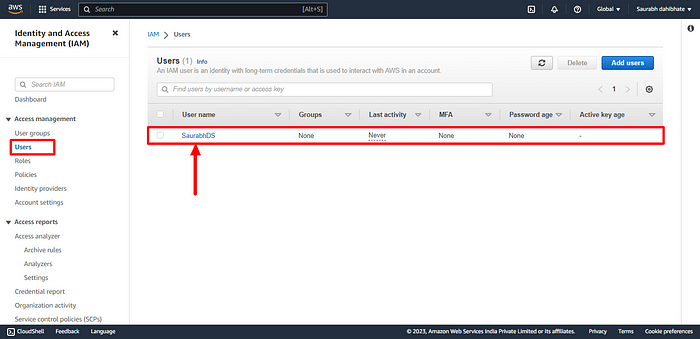 aws Services Search [Alt+S] Global Saurabh dahibhate
Identity and Access Management (IAM)
Search IAM
Dashboard
Access management
User groups
Users
Roles
Policies
Identity providers
Account settings
Access reports
Access analyzer
Archive rules
Analyzers
Settings
Credential report
Organization activity
Service control policies (SCPs)
IAM > Users
Users (1) Info
An IAM user is an identity with long-term credentials that is used to interact with AWS in an account.
Delete Add users
Find users by username or access key
1
User name Groups Last activity MFA Password age Active key age
SaurabhDS None Never None None -
CloudShell Feedback Language © 2023, Amazon Web Services India Private Limited or its affiliates. Privacy Terms Cookie preferences